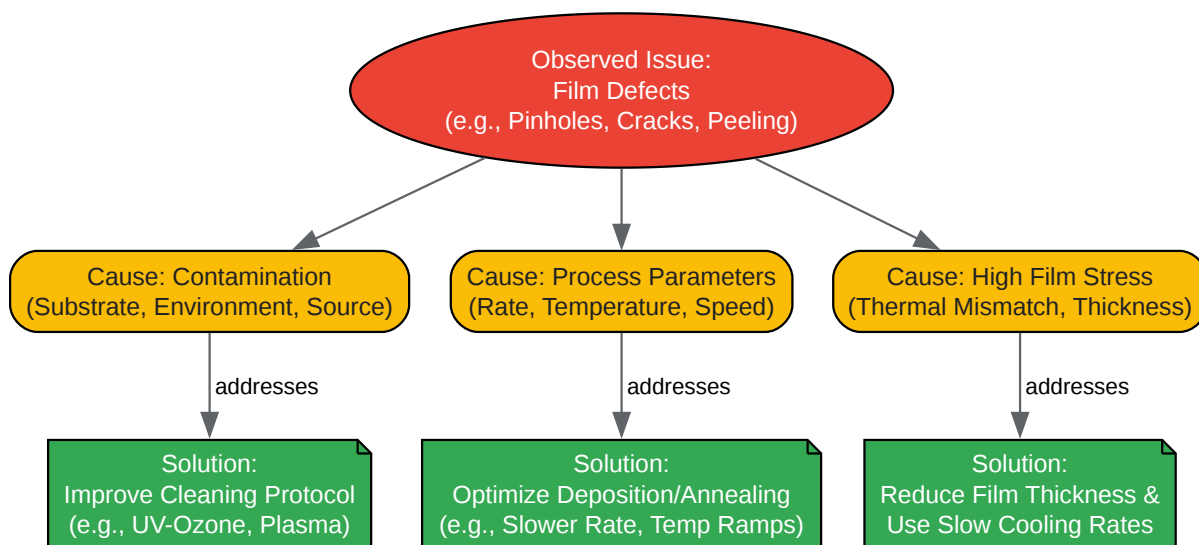 Observed Issue:
Film Defects
(e.g., Pinholes, Cracks, Peeling)
Cause: Contamination
(Substrate, Environment, Source)
Cause: Process Parameters
(Rate, Temperature, Speed)
Cause: High Film Stress
(Thermal Mismatch, Thickness)
addresses
addresses
addresses
Solution:
Improve Cleaning Protocol
(e.g., UV-Ozone, Plasma)
Solution:
Optimize Deposition/Annealing
(e.g., Slower Rate, Temp Ramps)
Solution:
Reduce Film Thickness &
Use Slow Cooling Rates